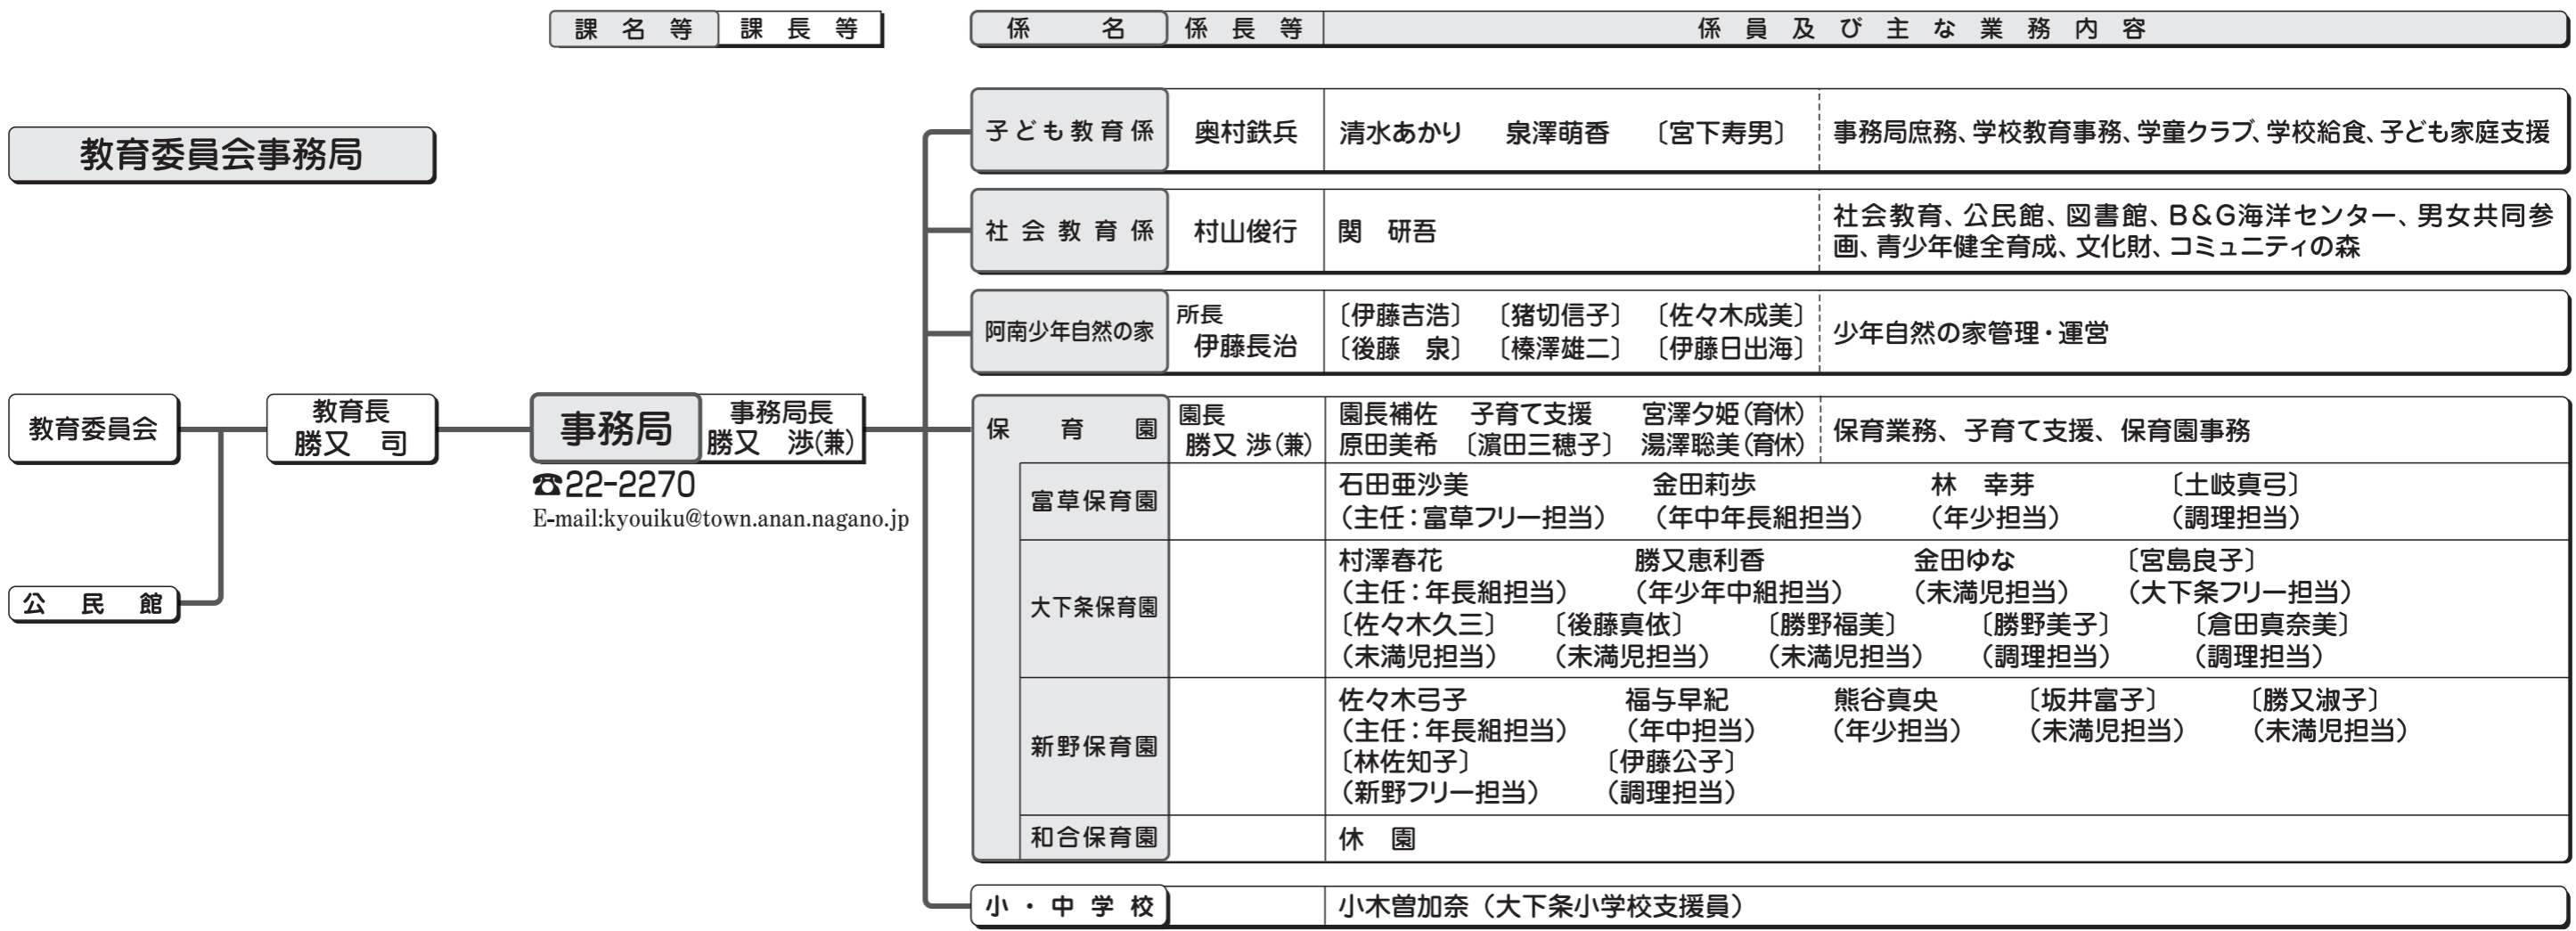 課名等 課長等 係名 係長等 係員及び主な業務内容
教育委員会事務局
教育委員会
公民館
教育長
勝又 司
事務局 事務局長
勝又 渉(兼)
☎22-2270
E-mail:kyouiku@town.anan.nagano.jp
子ども教育係 奥村鉄兵 清水あかり 泉澤萌香 〔宮下寿男〕 事務局庶務、学校教育事務、学童クラブ、学校給食、子ども家庭支援
社会教育係 村山俊行 関 研吾 社会教育、公民館、図書館、B&G海洋センター、男女共同参
画、青少年健全育成、文化財、コミュニティの森
阿南少年自然の家 所長 伊藤長治
〔伊藤吉浩〕 〔猪切信子〕 〔佐々木成美〕
〔後藤 泉〕 〔榛澤雄二〕 〔伊藤日出海〕
少年自然の家管理・運営
保育園 園長 勝又 渉(兼)
園長補佐 子育て支援 宮澤夕姫(育休)
原田美希 〔濵田三穂子〕 湯澤聡美(育休)
保育業務、子育て支援、保育園事務
富草保育園
石田亜沙美 金田莉歩 林 幸芽 〔土岐真弓〕
(主任:富草フリー担当) (年中年長組担当) (年少担当) (調理担当)
大下条保育園
村澤春花 勝又恵利香 金田ゆな 〔宮島良子〕
(主任:年長組担当) (年少年中組担当) (未満児担当) (大下条フリー担当)
〔佐々木久三〕 〔後藤真依〕 〔勝野福美〕 〔勝野美子〕 〔倉田真奈美〕
(未満児担当) (未満児担当) (未満児担当) (調理担当) (調理担当)
新野保育園
佐々木弓子 福与早紀 熊谷真央 〔坂井富子〕 〔勝又淑子〕
(主任:年長組担当) (年中担当) (年少担当) (未満児担当) (未満児担当)
〔林佐知子〕 〔伊藤公子〕
(新野フリー担当) (調理担当)
和合保育園 休 園
小・中学校 小木曽加奈(大下条小学校支援員)